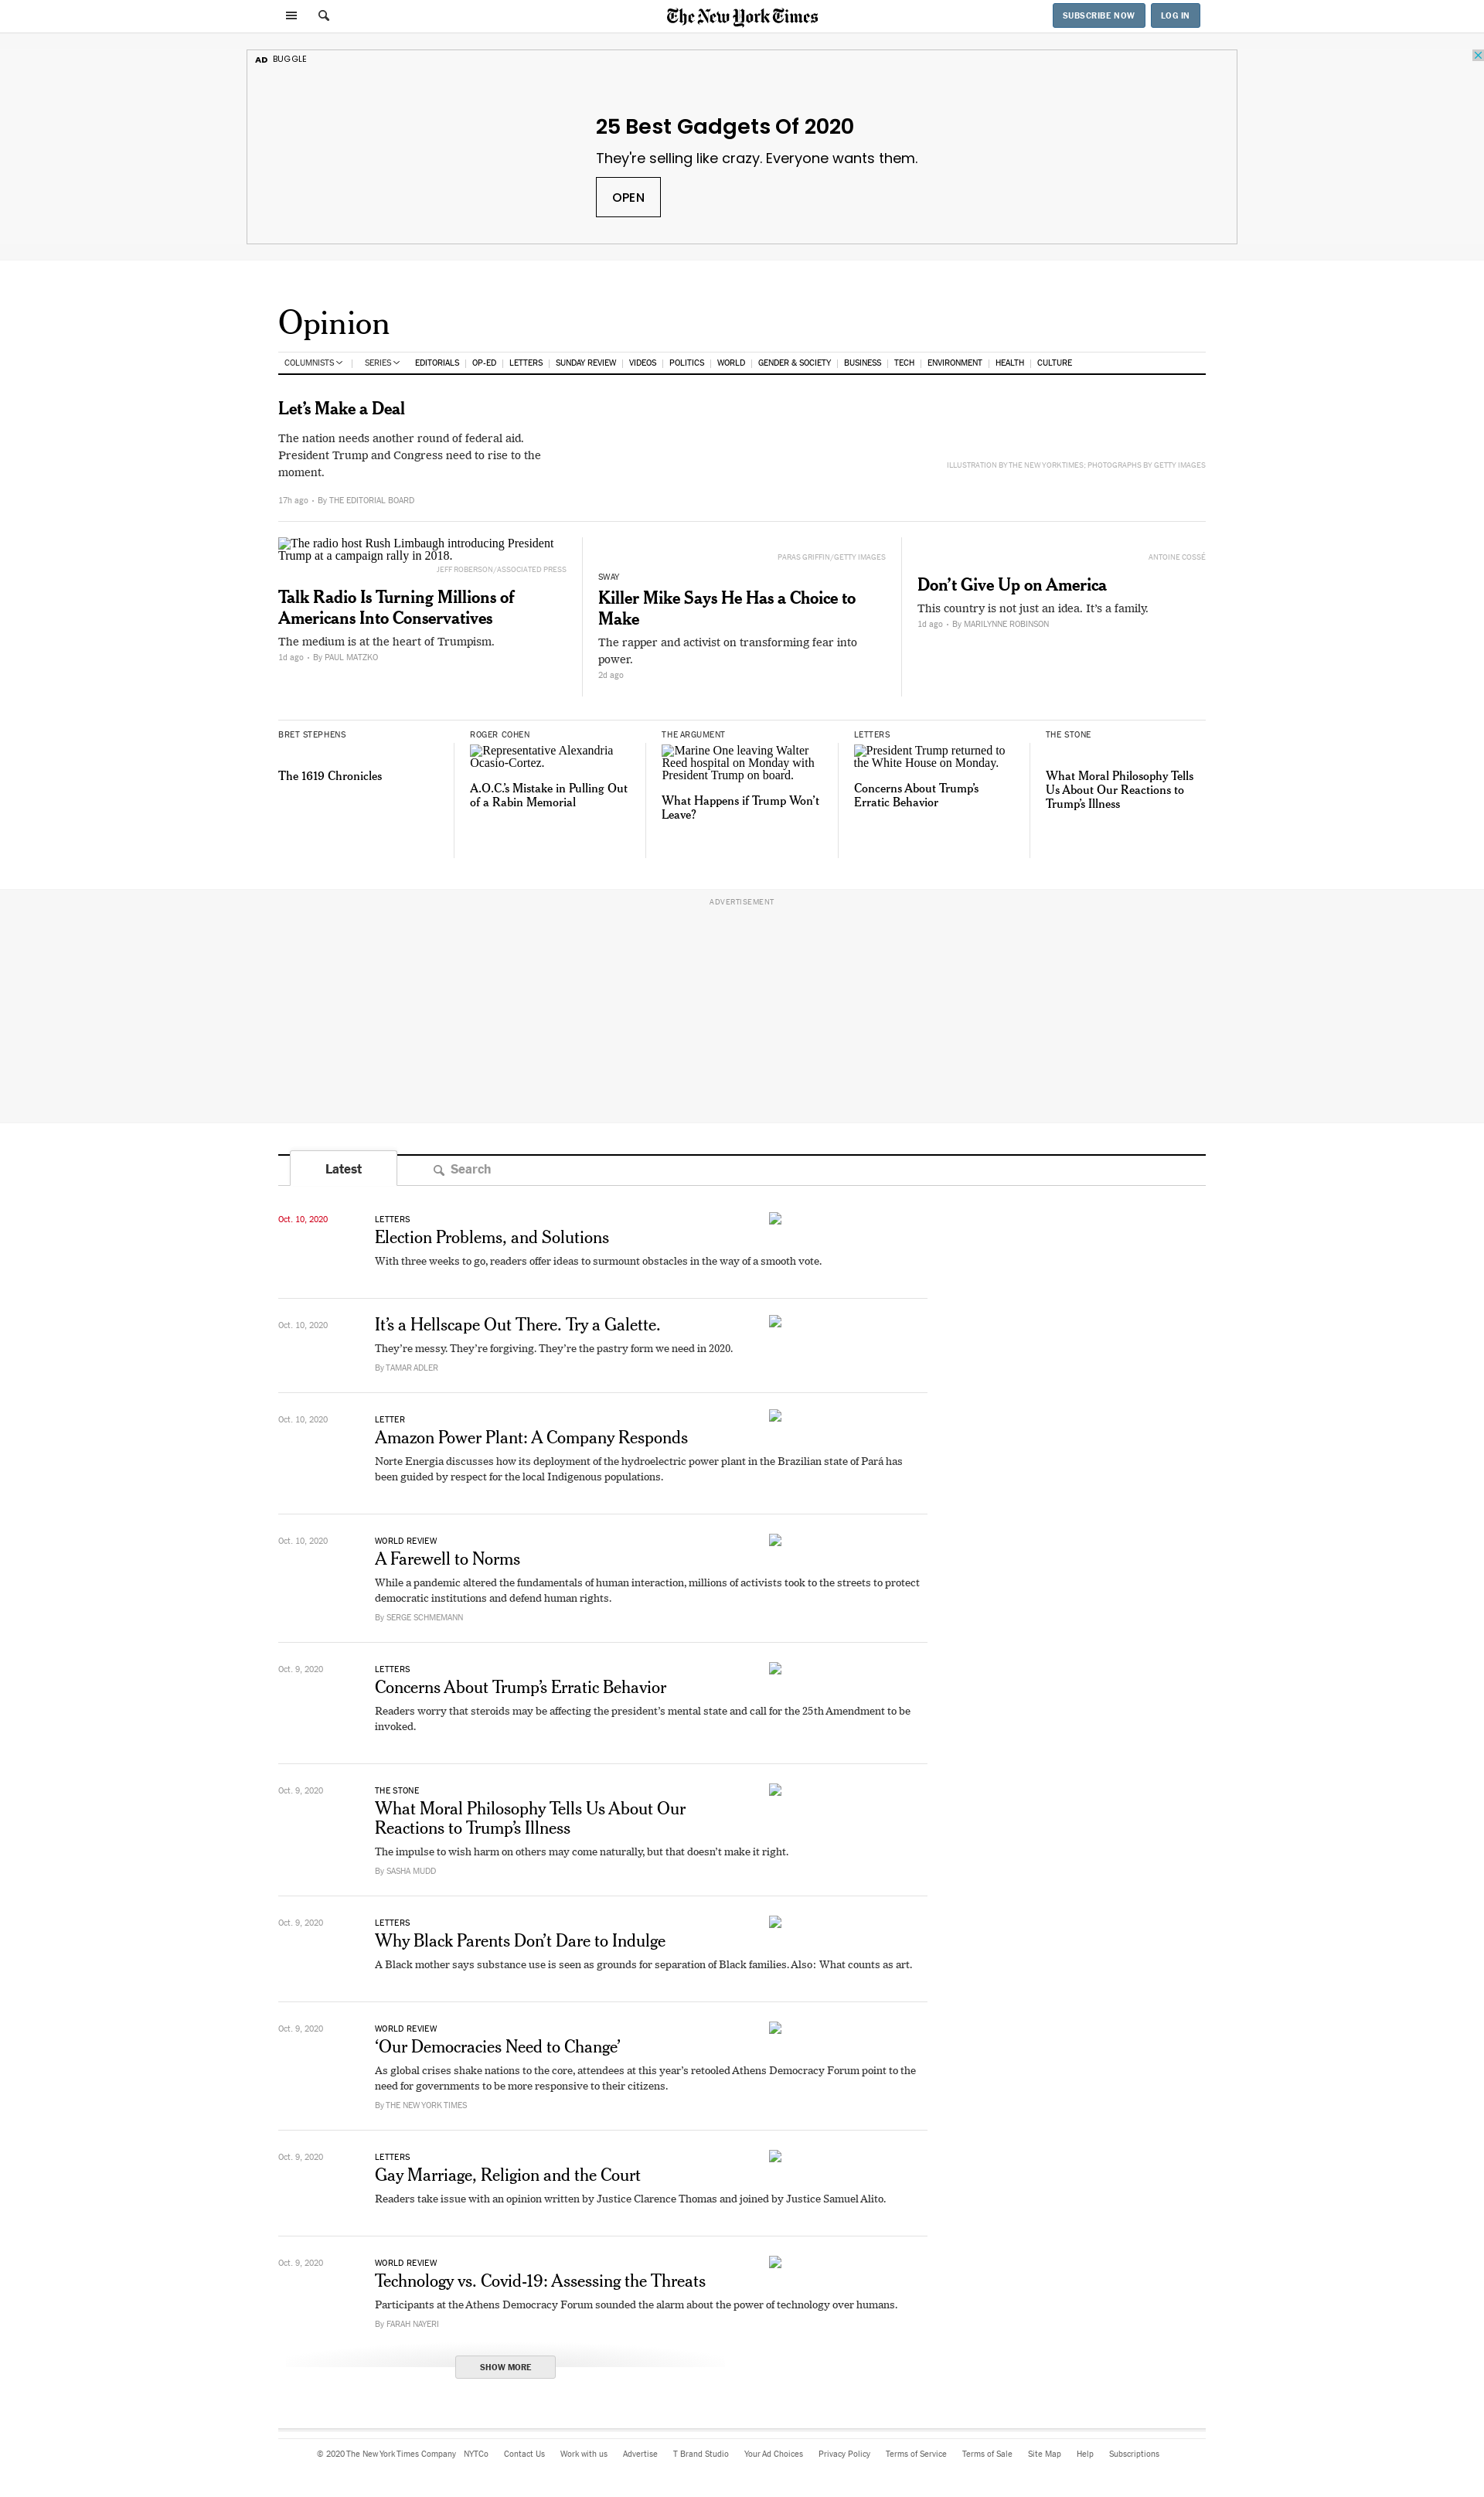 The New York Times
SUBSCRIBE NOW
LOG IN
AD BUGGLE
25 Best Gadgets Of 2020
They're selling like crazy. Everyone wants them.
OPEN
Opinion
COLUMNISTS SERIES EDITORIALS OP-ED LETTERS SUNDAY REVIEW VIDEOS POLITICS WORLD GENDER & SOCIETY BUSINESS TECH ENVIRONMENT HEALTH CULTURE
Let’s Make a Deal
The nation needs another round of federal aid.
President Trump and Congress need to rise to the
moment.
17h ago • By THE EDITORIAL BOARD
ILLUSTRATION BY THE NEW YORK TIMES; PHOTOGRAPHS BY GETTY IMAGES
The radio host Rush Limbaugh introducing President
Trump at a campaign rally in 2018.
JEFF ROBERSON/ASSOCIATED PRESS
Talk Radio Is Turning Millions of
Americans Into Conservatives
The medium is at the heart of Trumpism.
1d ago • By PAUL MATZKO
PARAS GRIFFIN/GETTY IMAGES
SWAY
Killer Mike Says He Has a Choice to
Make
The rapper and activist on transforming fear into
power.
2d ago
ANTOINE COSSÉ
Don’t Give Up on America
This country is not just an idea. It’s a family.
1d ago • By MARILYNNE ROBINSON
BRET STEPHENS
The 1619 Chronicles
ROGER COHEN
Representative Alexandria
Ocasio-Cortez.
A.O.C.’s Mistake in Pulling Out
of a Rabin Memorial
THE ARGUMENT
Marine One leaving Walter
Reed hospital on Monday with
President Trump on board.
What Happens if Trump Won’t
Leave?
LETTERS
President Trump returned to
the White House on Monday.
Concerns About Trump’s
Erratic Behavior
THE STONE
What Moral Philosophy Tells
Us About Our Reactions to
Trump’s Illness
ADVERTISEMENT
Latest
Search
Oct. 10, 2020
LETTERS
Election Problems, and Solutions
With three weeks to go, readers offer ideas to surmount obstacles in the way of a smooth vote.
Oct. 10, 2020
It’s a Hellscape Out There. Try a Galette.
They’re messy. They’re forgiving. They’re the pastry form we need in 2020.
By TAMAR ADLER
Oct. 10, 2020
LETTER
Amazon Power Plant: A Company Responds
Norte Energia discusses how its deployment of the hydroelectric power plant in the Brazilian state of Pará has
been guided by respect for the local Indigenous populations.
Oct. 10, 2020
WORLD REVIEW
A Farewell to Norms
While a pandemic altered the fundamentals of human interaction, millions of activists took to the streets to protect
democratic institutions and defend human rights.
By SERGE SCHMEMANN
Oct. 9, 2020
LETTERS
Concerns About Trump’s Erratic Behavior
Readers worry that steroids may be affecting the president’s mental state and call for the 25th Amendment to be
invoked.
Oct. 9, 2020
THE STONE
What Moral Philosophy Tells Us About Our
Reactions to Trump’s Illness
The impulse to wish harm on others may come naturally, but that doesn’t make it right.
By SASHA MUDD
Oct. 9, 2020
LETTERS
Why Black Parents Don’t Dare to Indulge
A Black mother says substance use is seen as grounds for separation of Black families. Also: What counts as art.
Oct. 9, 2020
WORLD REVIEW
‘Our Democracies Need to Change’
As global crises shake nations to the core, attendees at this year’s retooled Athens Democracy Forum point to the
need for governments to be more responsive to their citizens.
By THE NEW YORK TIMES
Oct. 9, 2020
LETTERS
Gay Marriage, Religion and the Court
Readers take issue with an opinion written by Justice Clarence Thomas and joined by Justice Samuel Alito.
Oct. 9, 2020
WORLD REVIEW
Technology vs. Covid-19: Assessing the Threats
Participants at the Athens Democracy Forum sounded the alarm about the power of technology over humans.
By FARAH NAYERI
SHOW MORE
© 2020 The New York Times Company NYTCo Contact Us Work with us Advertise T Brand Studio Your Ad Choices Privacy Policy Terms of Service Terms of Sale Site Map Help Subscriptions